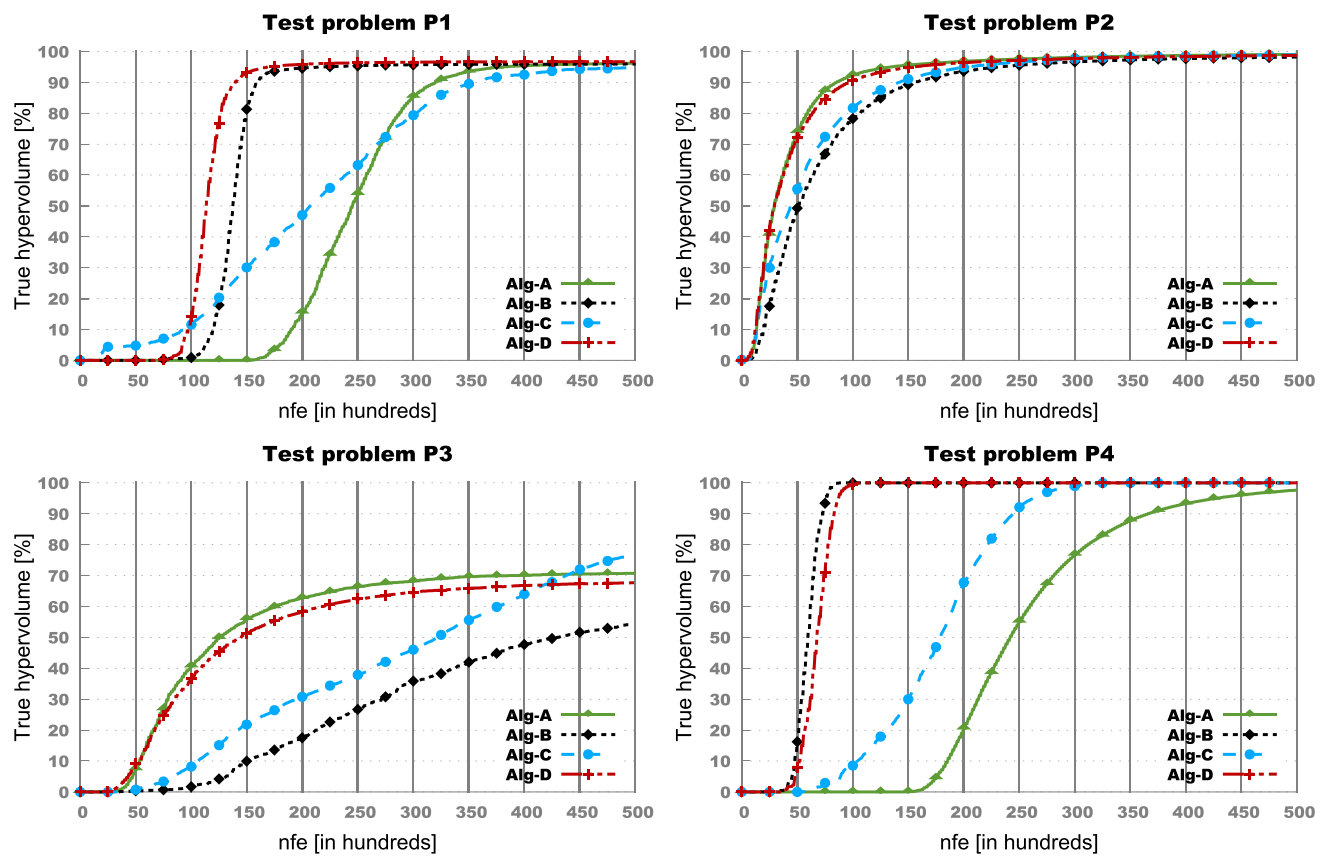 Test problem P1
True hypervolume [%]
100
90
80
70
60
50
40
30
20
10
0
Alg-A
Alg-B
Alg-C
Alg-D
0 50 100 150 200 250 300 350 400 450 500
nfe [in hundreds]
Test problem P2
True hypervolume [%]
100
90
80
70
60
50
40
30
20
10
0
Alg-A
Alg-B
Alg-C
Alg-D
0 50 100 150 200 250 300 350 400 450 500
nfe [in hundreds]
Test problem P3
True hypervolume [%]
100
90
80
70
60
50
40
30
20
10
0
Alg-A
Alg-B
Alg-C
Alg-D
0 50 100 150 200 250 300 350 400 450 500
nfe [in hundreds]
Test problem P4
True hypervolume [%]
100
90
80
70
60
50
40
30
20
10
0
Alg-A
Alg-B
Alg-C
Alg-D
0 50 100 150 200 250 300 350 400 450 500
nfe [in hundreds]